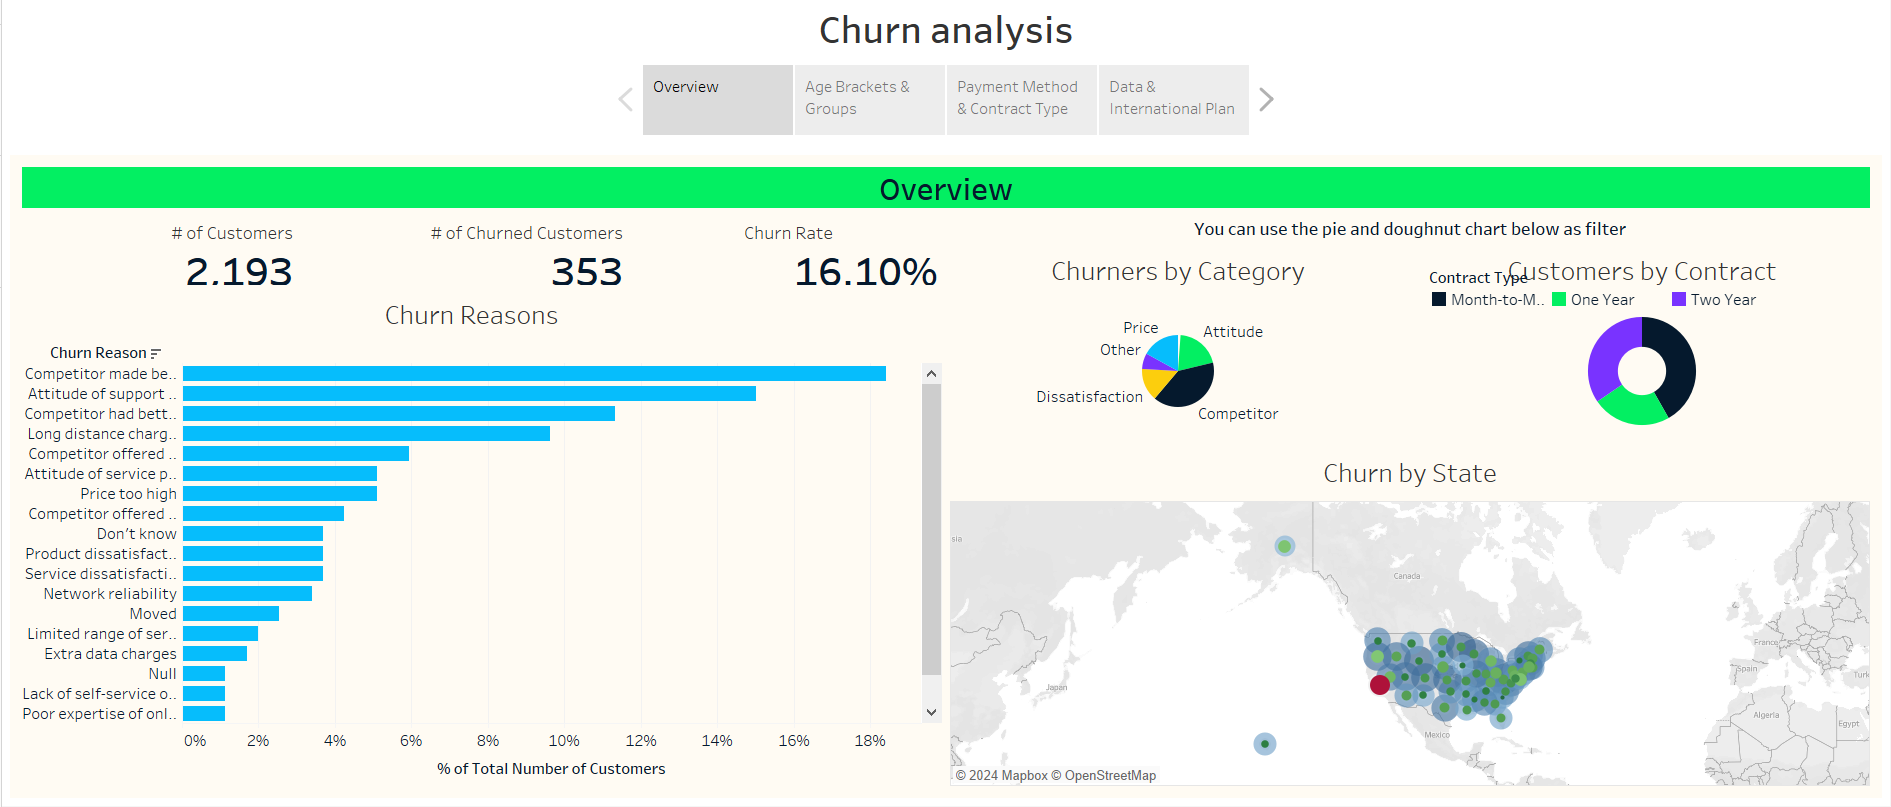 Churn analysis
Overview
Age Brackets &
Groups
Payment Method
& Contract Type
Data &
International Plan
Overview
# of Customers
2,193
# of Churned Customers
353
Churn Rate
16.10%
You can use the pie and doughnut chart below as filter
Churn Reasons
Churn Reason
Competitor made be..
Attitude of support ..
Competitor had bett..
Long distance charg..
Competitor offered ..
Attitude of service p..
Price too high
Competitor offered ..
Don't know
Product dissatisfact..
Service dissatisfacti..
Network reliability
Moved
Limited range of ser..
Extra data charges
Null
Lack of self-service o..
Poor expertise of onl..
0% 2% 4% 6% 8% 10% 12% 14% 16% 18%
% of Total Number of Customers
Churners by Category
Price
Attitude
Other
Dissatisfaction
Competitor
Customers by Contract
Contract Type
Month-to-M.. One Year Two Year
Churn by State
sia
Canada
France
Spain
Turk
Japan
Algeria
Egypt
Mexico
© 2024 Mapbox © OpenStreetMap